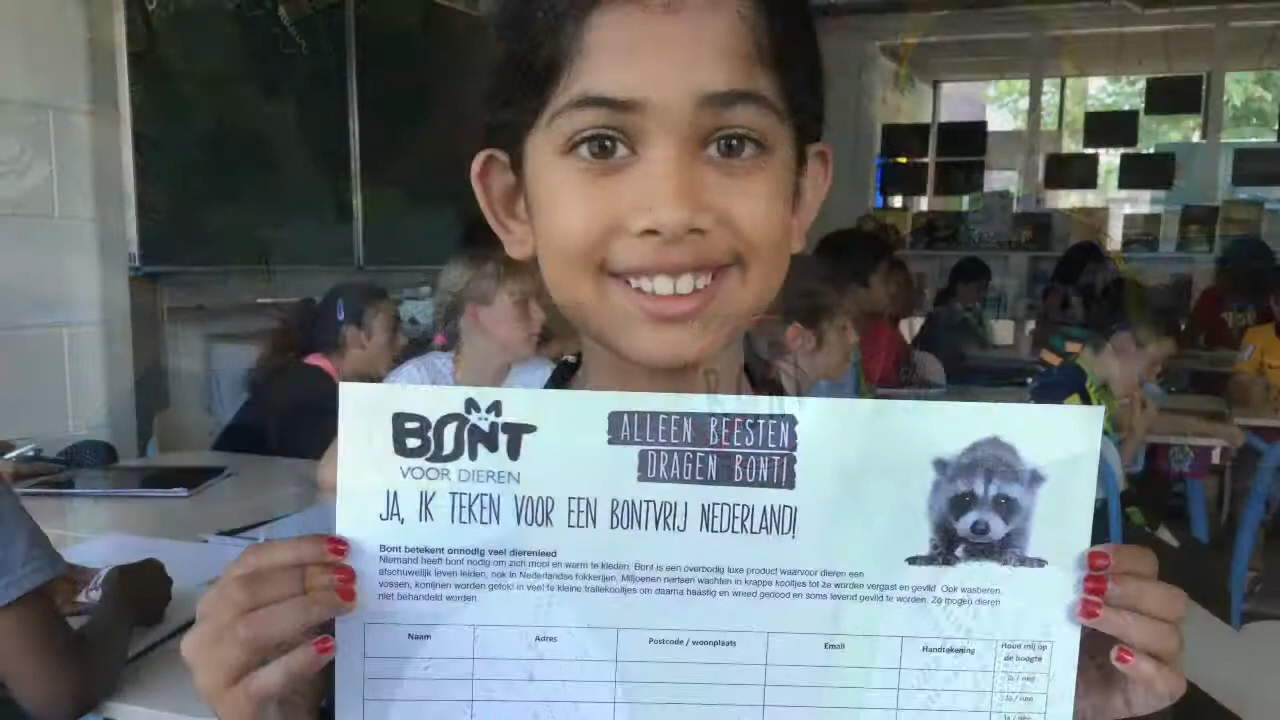 BONT
VOOR DIEREN
ALLEEN BEESTEN
DRAGEN BONT!
JA, IK TEKEN VOOR EEN BONTVRIJ NEDERLAND!
Bont betekent onnodig veel dierenleed
Niemand heeft bont nodig om zich mooi en warm te kleden. Bont is een overbodig luxe product waarvoor dieren een
afschuwelijk leven leiden, ook in Nederlandse fokkerijen. Miljoenen nertsen wachten in krappe kooitjes tot ze worden vergast en gevild. Ook wasberen,
vossen, konijnen worden gefokt in veel te kleine traliekooitjes om daarna haastig en wreed gedood en soms levend gevild te worden. Zo mogen dieren
niet behandeld worden.
Naam Adres Postcode / woonplaats Email Handtekening Houd mij op
de hoogte
Ja / nee
Ja / nee
Ja / nee